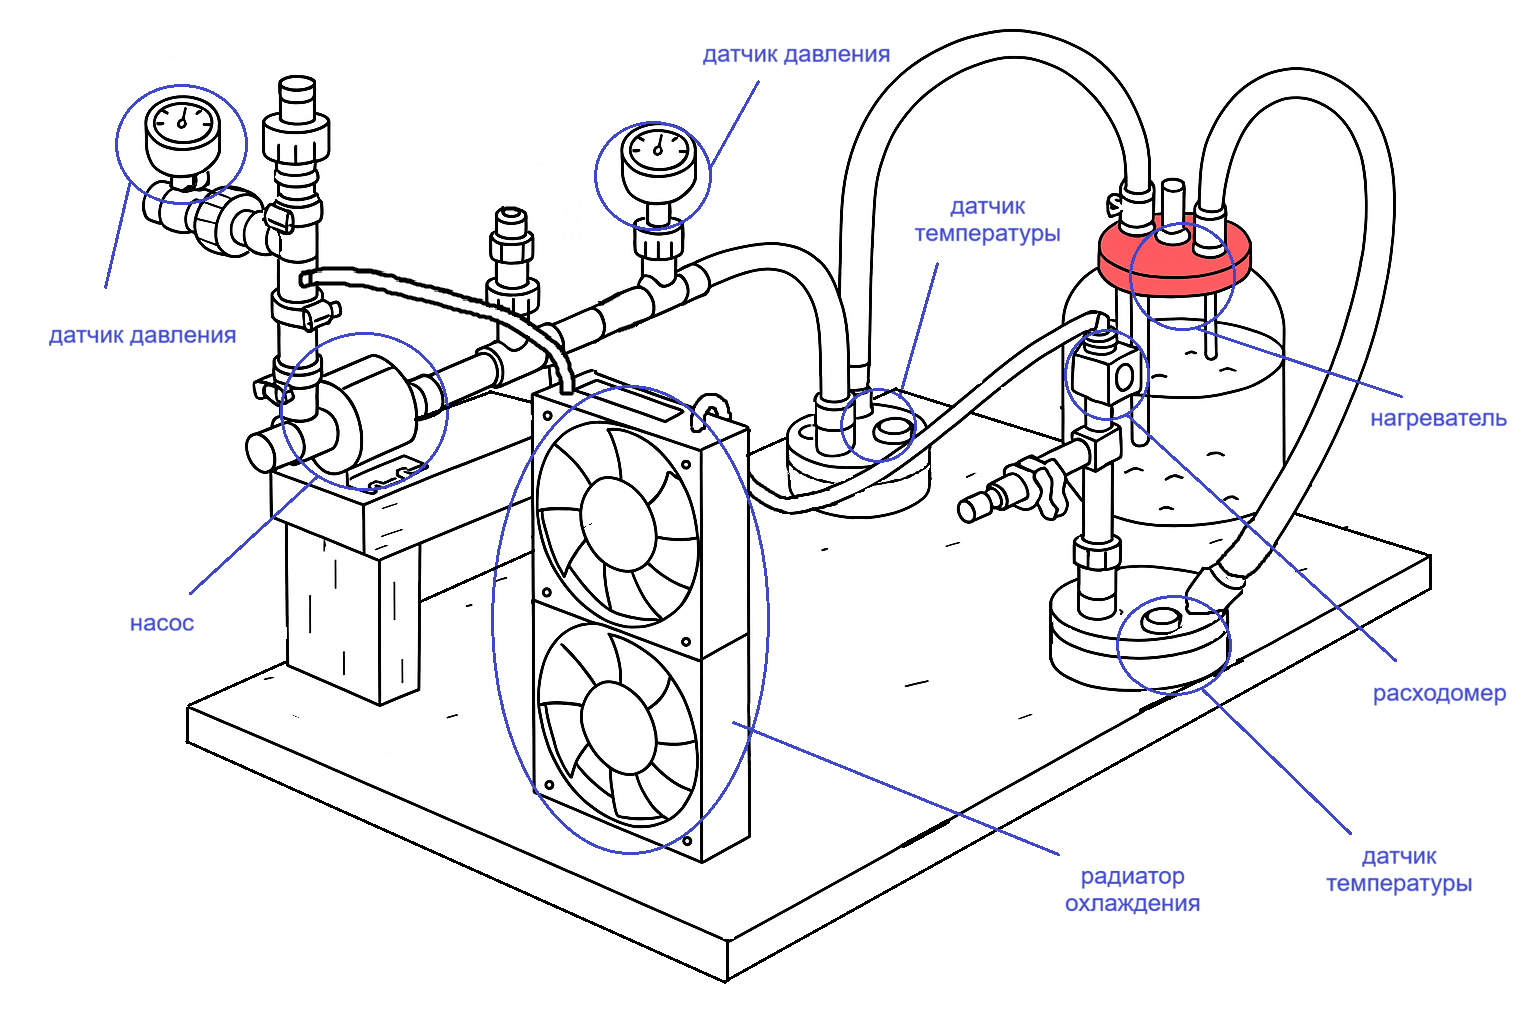 датчик давления
датчик
температуры
датчик давления
нагреватель
насос
расходомер
датчик
температуры
радиатор
охлаждения